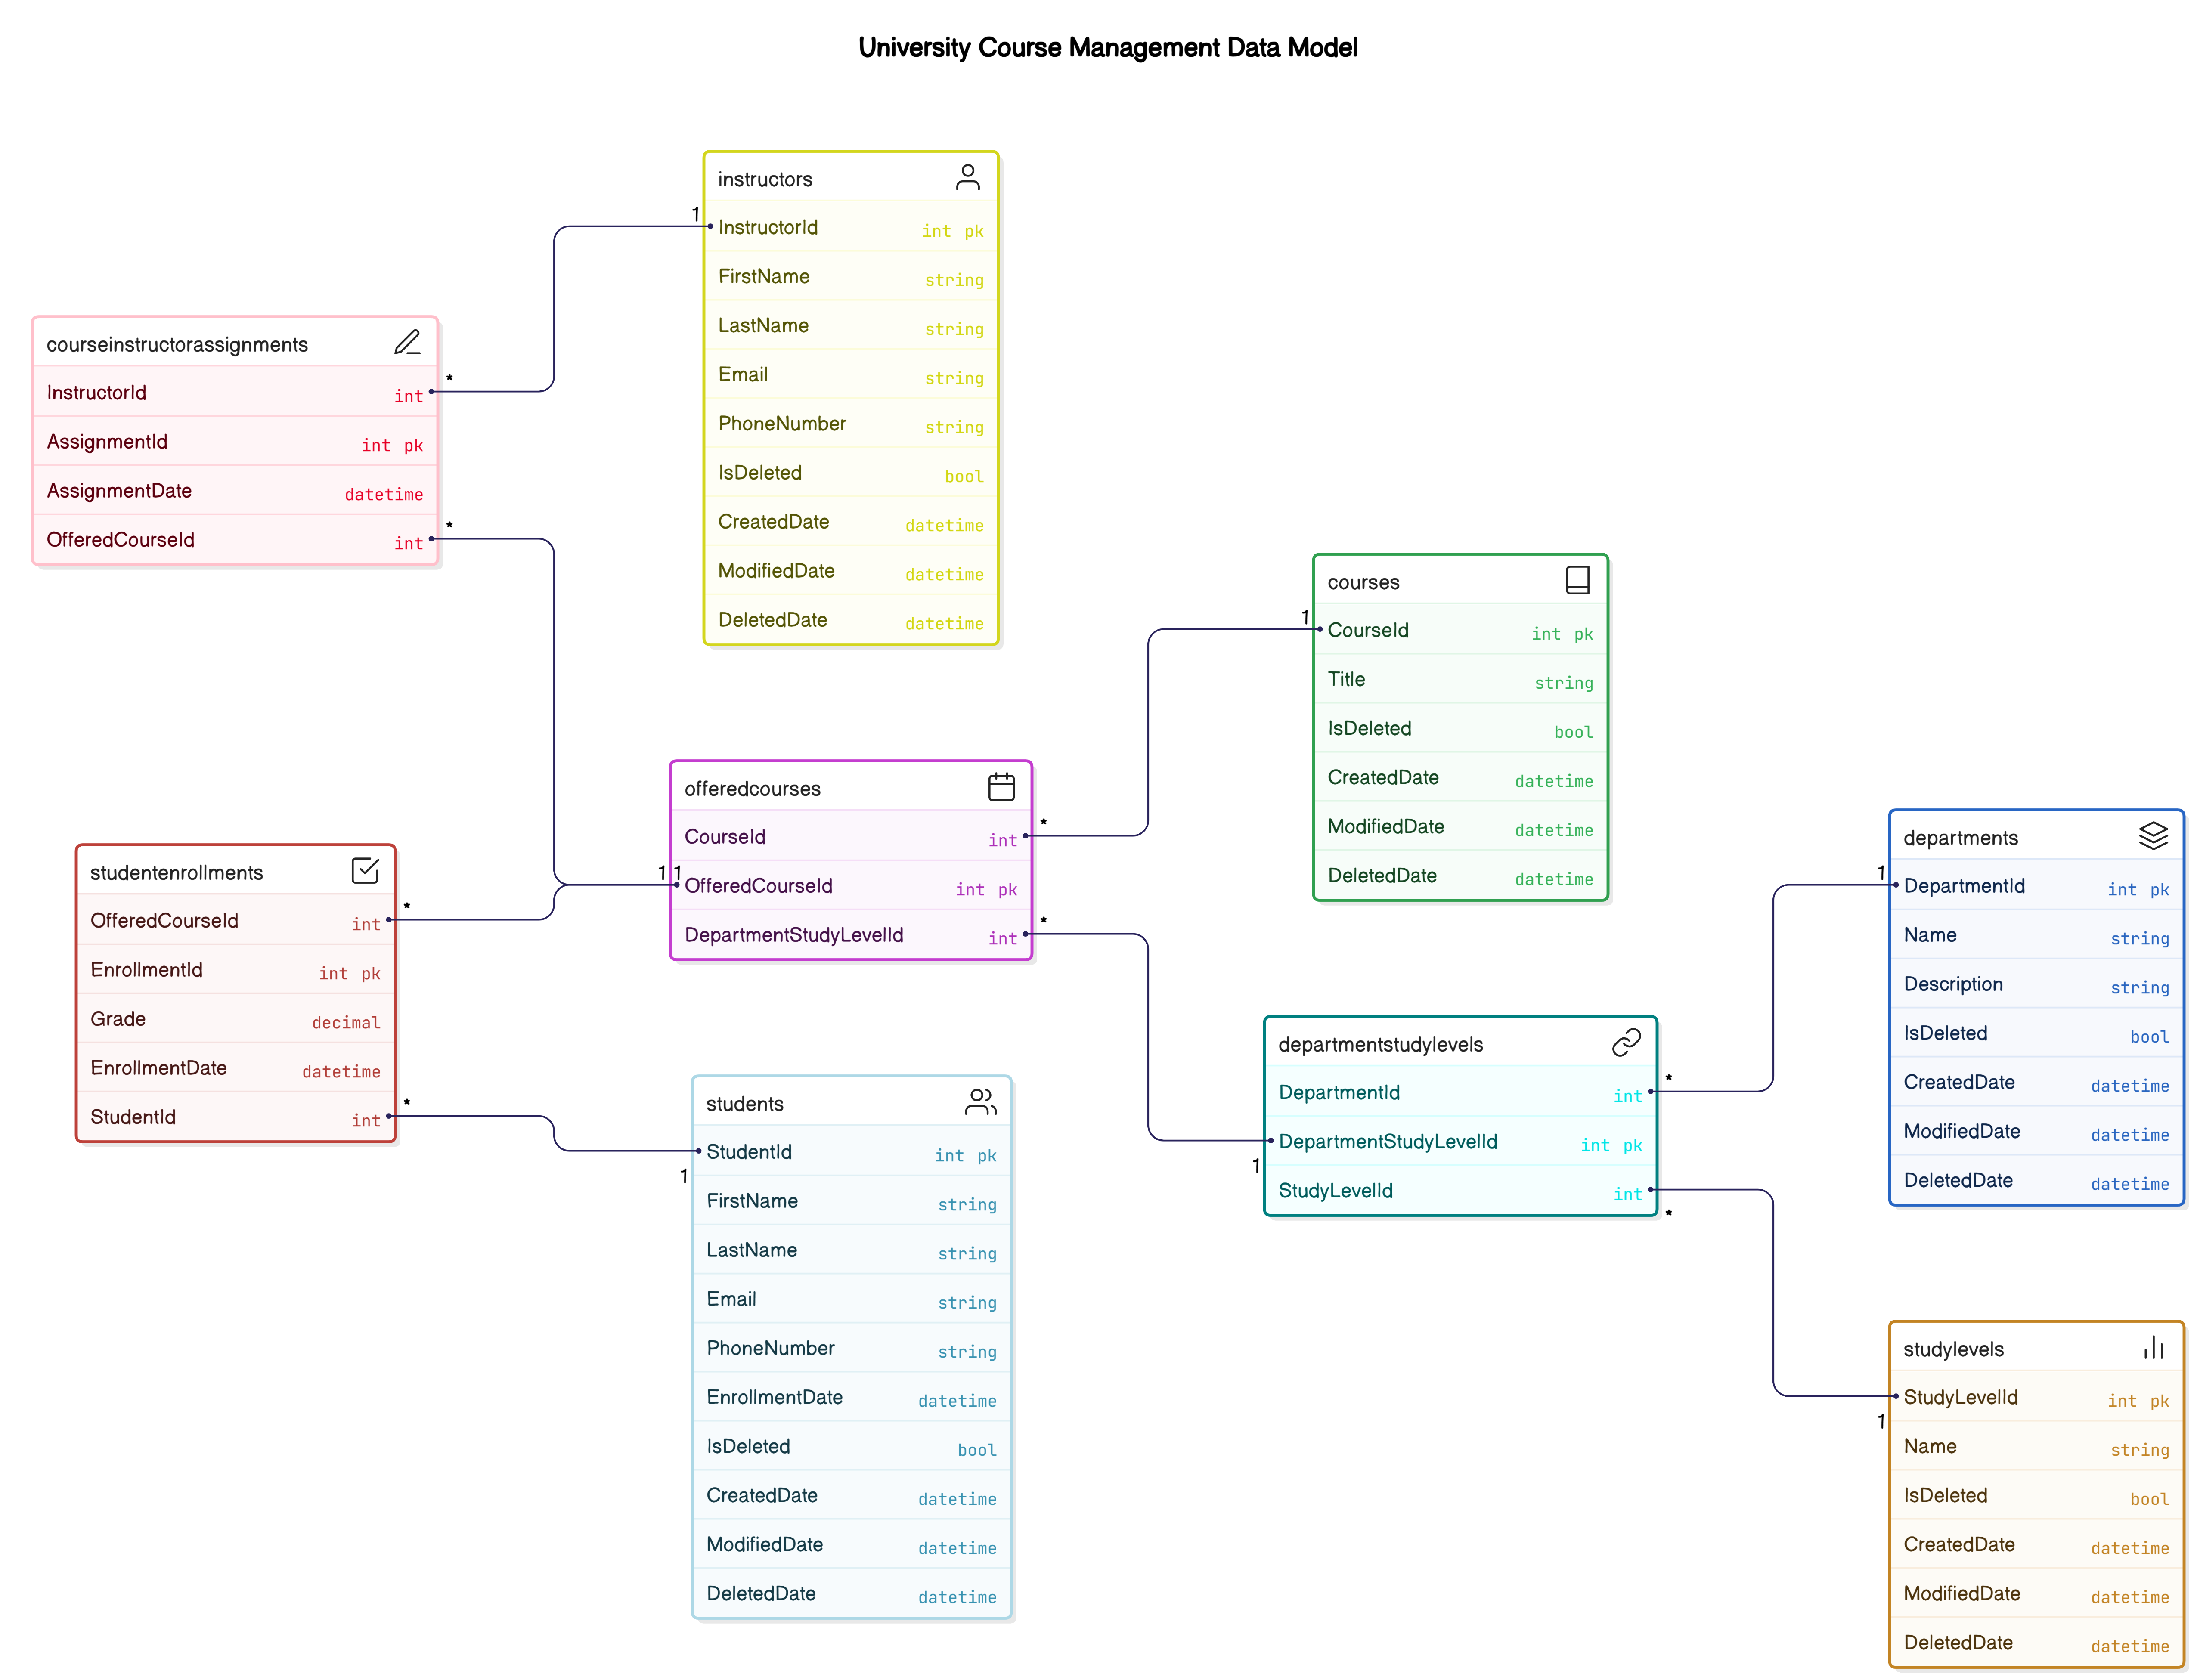 University Course Management Data Model
instructors
1
InstructorId int pk
FirstName string
LastName string
Email string
PhoneNumber string
IsDeleted bool
CreatedDate datetime
ModifiedDate datetime
DeletedDate datetime
courseinstructorassignments
*
InstructorId int
AssignmentId int pk
AssignmentDate datetime
*
OfferedCourseId int
courses
1
CourseId int pk
Title string
IsDeleted bool
CreatedDate datetime
ModifiedDate datetime
DeletedDate datetime
offeredcourses
*
CourseId int
1 1
OfferedCourseId int pk
*
DepartmentStudyLevelId int
studentenrollments
*
OfferedCourseId int
EnrollmentId int pk
Grade decimal
EnrollmentDate datetime
*
StudentId int
departments
1
DepartmentId int pk
Name string
Description string
IsDeleted bool
CreatedDate datetime
ModifiedDate datetime
DeletedDate datetime
departmentstudylevels
*
DepartmentId int
DepartmentStudyLevelId int pk
1
StudyLevelId int
*
students
StudentId int pk
1
FirstName string
LastName string
Email string
PhoneNumber string
EnrollmentDate datetime
IsDeleted bool
CreatedDate datetime
ModifiedDate datetime
DeletedDate datetime
studylevels
StudyLevelId int pk
1
Name string
IsDeleted bool
CreatedDate datetime
ModifiedDate datetime
DeletedDate datetime